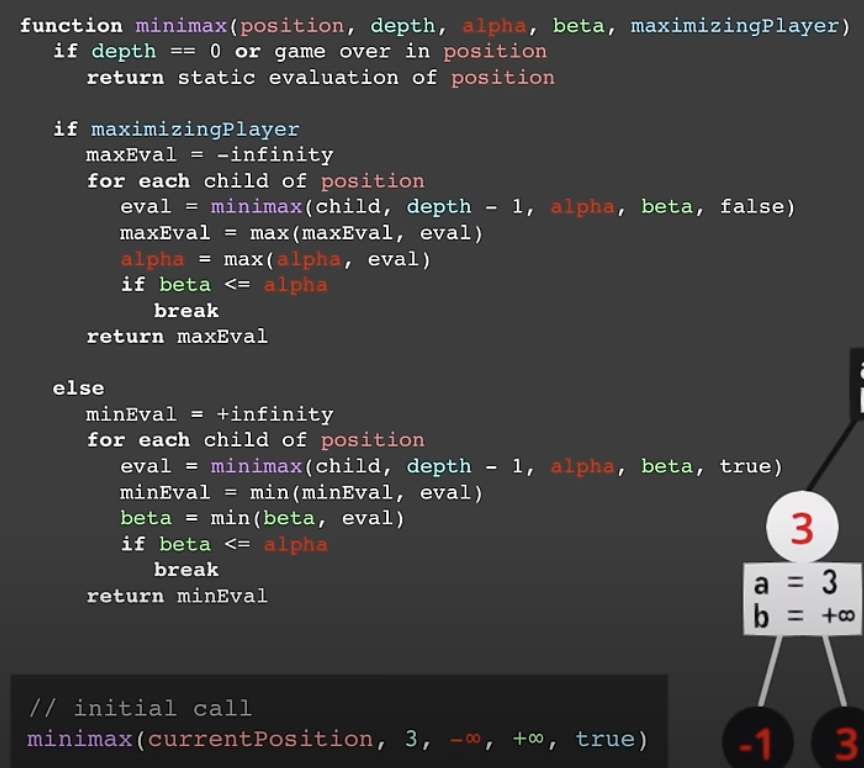 function minimax(position, depth, alpha, beta, maximizingPlayer)
if depth == 0 or game over in position
return static evaluation of position
if maximizingPlayer
maxEval = -infinity
for each child of position
eval = minimax(child, depth - 1, alpha, beta, false)
maxEval = max(maxEval, eval)
alpha = max(alpha, eval)
if beta <= alpha
break
return maxEval
else
minEval = +infinity
for each child of position
eval = minimax(child, depth - 1, alpha, beta, true)
minEval = min(minEval, eval)
beta = min(beta, eval)
if beta <= alpha
break
return minEval
// initial call
minimax(currentPosition, 3, -∞, +∞, true)
3
a = 3
b = +∞
-1
3